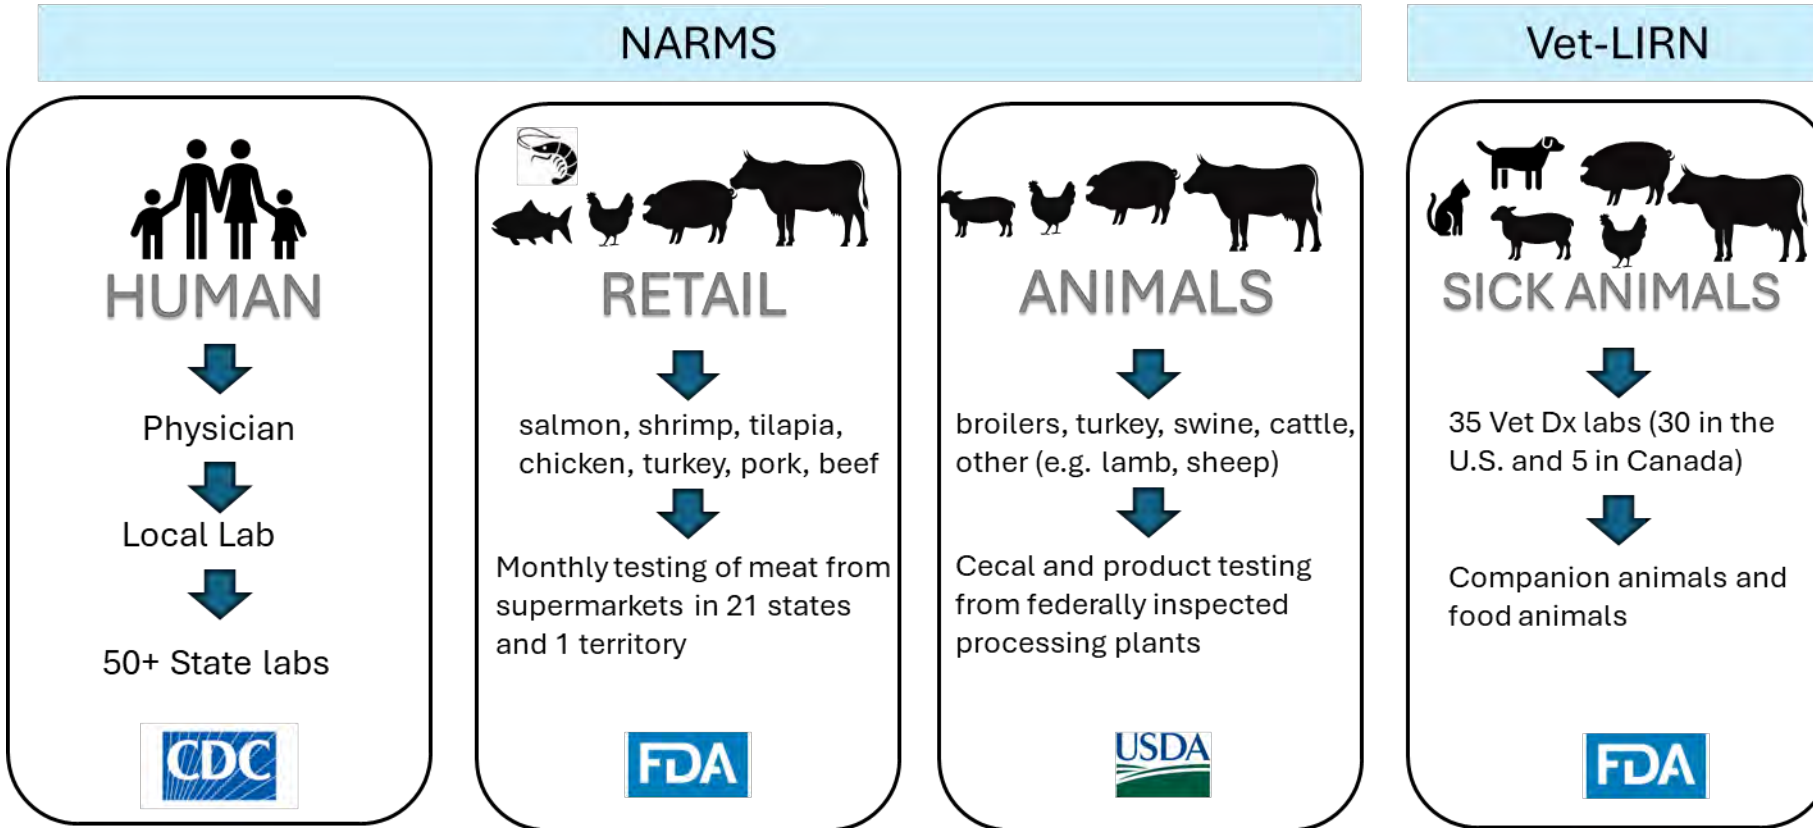 NARMS
Vet-LIRN
HUMAN
Physician
Local Lab
50+ State labs
CDC
RETAIL
salmon, shrimp, tilapia,
chicken, turkey, pork, beef
Monthly testing of meat from
supermarkets in 21 states
and 1 territory
FDA
ANIMALS
broilers, turkey, swine, cattle,
other (e.g. lamb, sheep)
Cecal and product testing
from federally inspected
processing plants
USDA
SICK ANIMALS
35 Vet Dx labs (30 in the
U.S. and 5 in Canada)
Companion animals and
food animals
FDA